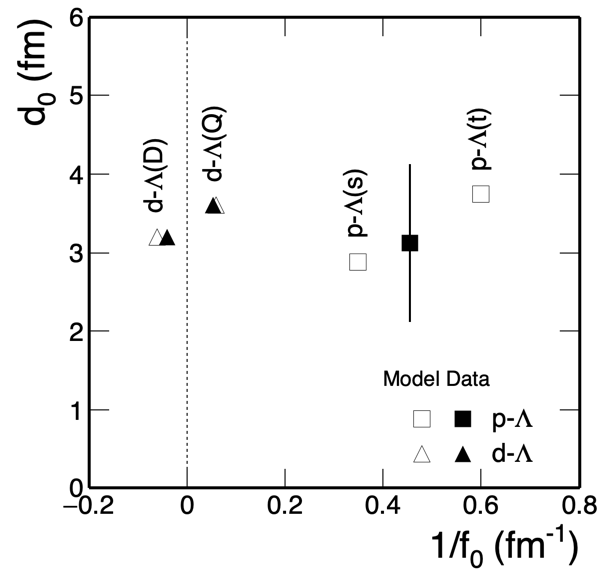 d₀ (fm)
6
5
4
3
2
1
0
d-Λ(D)
d-Λ(Q)
p-Λ(s)
p-Λ(t)
Model Data
p-Λ
d-Λ
−0.2 0 0.2 0.4 0.6 0.8
1/f₀ (fm⁻¹)